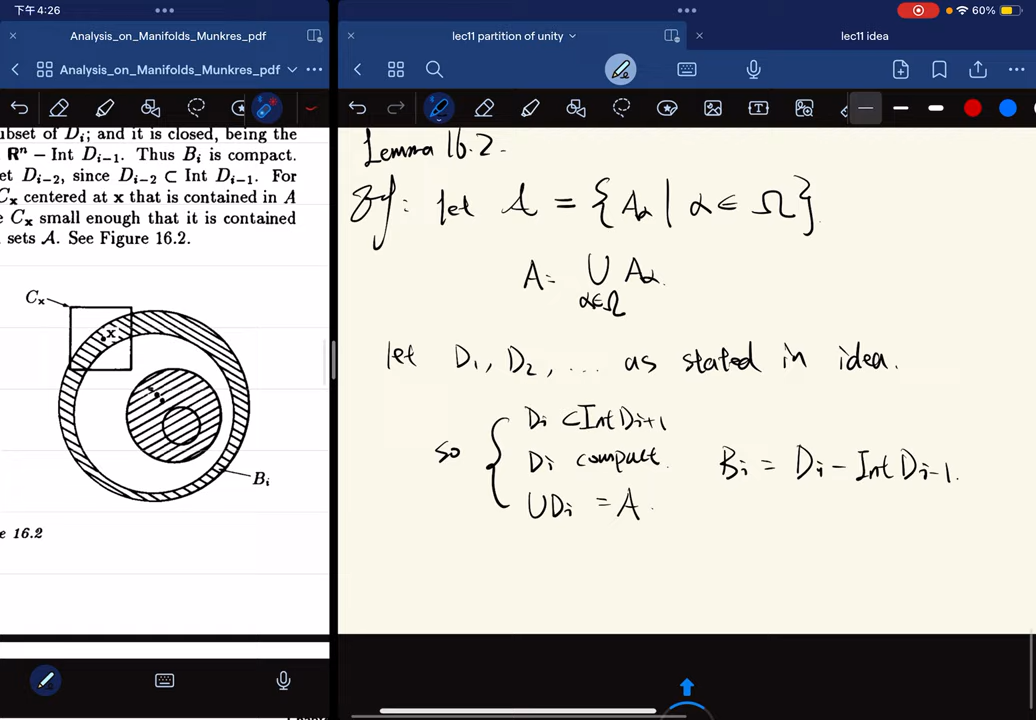 下午4:26
60%
Analysis_on_Manifolds_Munkres_pdf
lec11 partition of unity
lec11 idea
Analysis_on_Manifolds_Munkres_pdf
ubset of Di; and it is closed, being the
Rⁿ − Int Di−1. Thus Bi is compact.
et Di−2, since Di−2 ⊂ Int Di−1. For
Cx centered at x that is contained in A
e Cx small enough that it is contained
sets A. See Figure 16.2.
Cx
x
Bi
e 16.2
Lemma 16.2.
pf: let A = {Aα | α ∈ Ω}
A = ∪ Aα.
α∈Ω
let D1, D2, ... as stated in idea.
so { Di ⊂ Int Di+1
Di compact.
∪Di = A.
Bi = Di − Int Di−1.